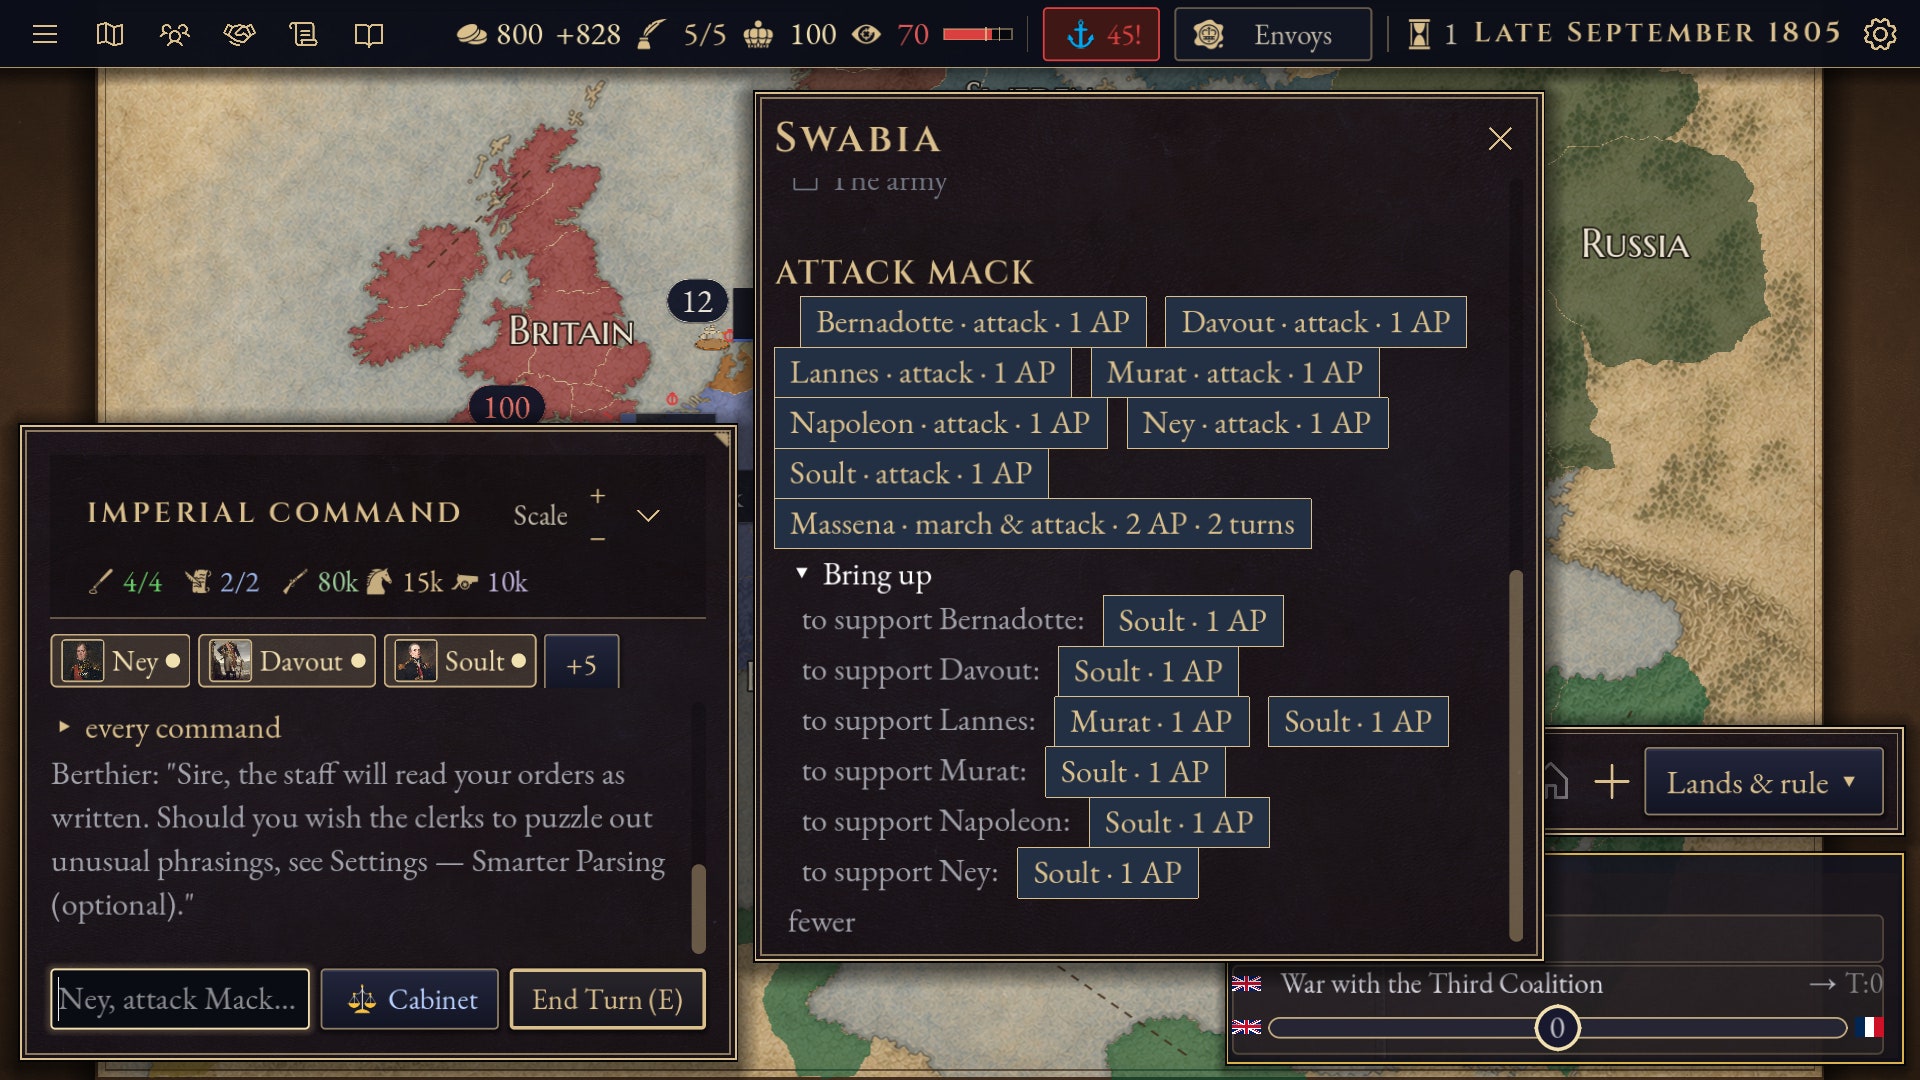 800 +828 5/5 100 70 45! Envoys 1 Late September 1805
Swabia
The army
ATTACK MACK
Bernadotte · attack · 1 AP Davout · attack · 1 AP
Lannes · attack · 1 AP Murat · attack · 1 AP
Napoleon · attack · 1 AP Ney · attack · 1 AP
Soult · attack · 1 AP
Massena · march & attack · 2 AP · 2 turns
Bring up
to support Bernadotte: Soult · 1 AP
to support Davout: Soult · 1 AP
to support Lannes: Murat · 1 AP Soult · 1 AP
to support Murat: Soult · 1 AP
to support Napoleon: Soult · 1 AP
to support Ney: Soult · 1 AP
fewer
Russia
Britain
12
100
IMPERIAL COMMAND Scale + −
4/4 2/2 80k 15k 10k
Ney Davout Soult +5
every command
Berthier: "Sire, the staff will read your orders as
written. Should you wish the clerks to puzzle out
unusual phrasings, see Settings — Smarter Parsing
(optional)."
Ney, attack Mack... Cabinet End Turn (E)
Lands & rule
War with the Third Coalition → T:0
0